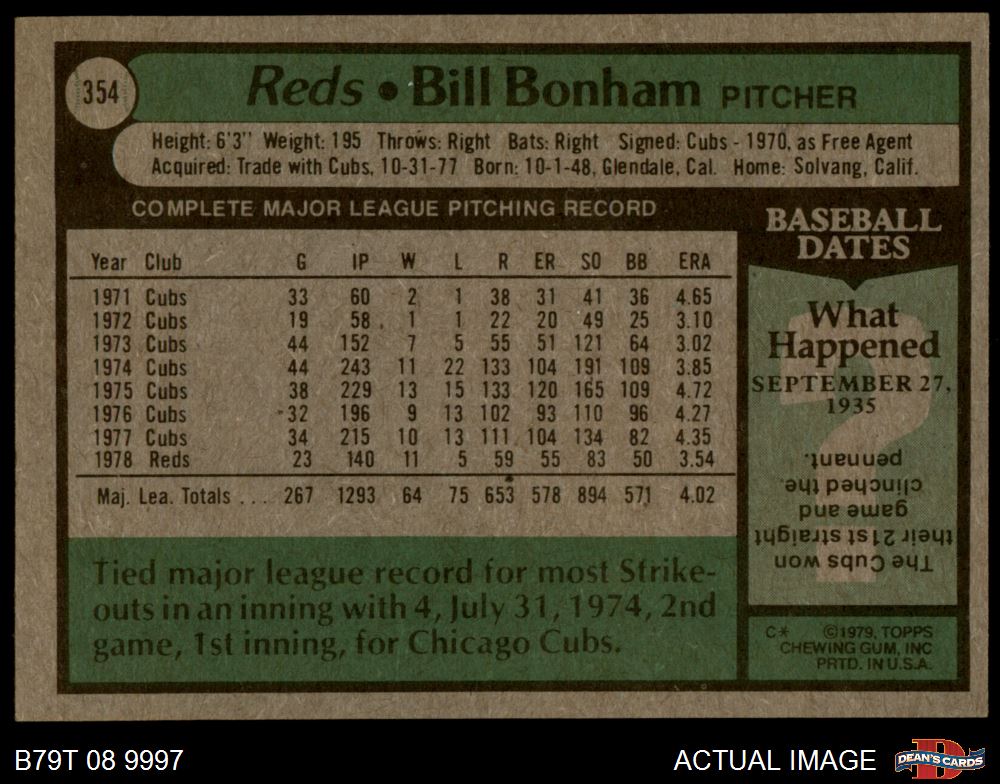 354
Reds • Bill Bonham PITCHER
Height: 6'3" Weight: 195 Throws: Right Bats: Right Signed: Cubs - 1970, as Free Agent
Acquired: Trade with Cubs, 10-31-77 Born: 10-1-48, Glendale, Cal. Home: Solvang, Calif.
COMPLETE MAJOR LEAGUE PITCHING RECORD
Year Club G IP W L R ER SO BB ERA
1971 Cubs 33 60 2 1 38 31 41 36 4.65
1972 Cubs 19 58 1 1 22 20 49 25 3.10
1973 Cubs 44 152 7 5 55 51 121 64 3.02
1974 Cubs 44 243 11 22 133 104 191 109 3.85
1975 Cubs 38 229 13 15 133 120 165 109 4.72
1976 Cubs 32 196 9 13 102 93 110 96 4.27
1977 Cubs 34 215 10 13 111 104 134 82 4.35
1978 Reds 23 140 11 5 59 55 83 50 3.54
Maj. Lea. Totals ... 267 1293 64 75 653 578 894 571 4.02
Tied major league record for most Strike-
outs in an inning with 4, July 31, 1974, 2nd
game, 1st inning, for Chicago Cubs.
BASEBALL
DATES
What
Happened
SEPTEMBER 27,
1935
The Cubs won
their 21st straight
game and
clinched the
pennant.
C* ©1979, TOPPS
CHEWING GUM, INC
PRTD. IN U.S.A.
B79T 08 9997
ACTUAL IMAGE
DEAN'S CARDS